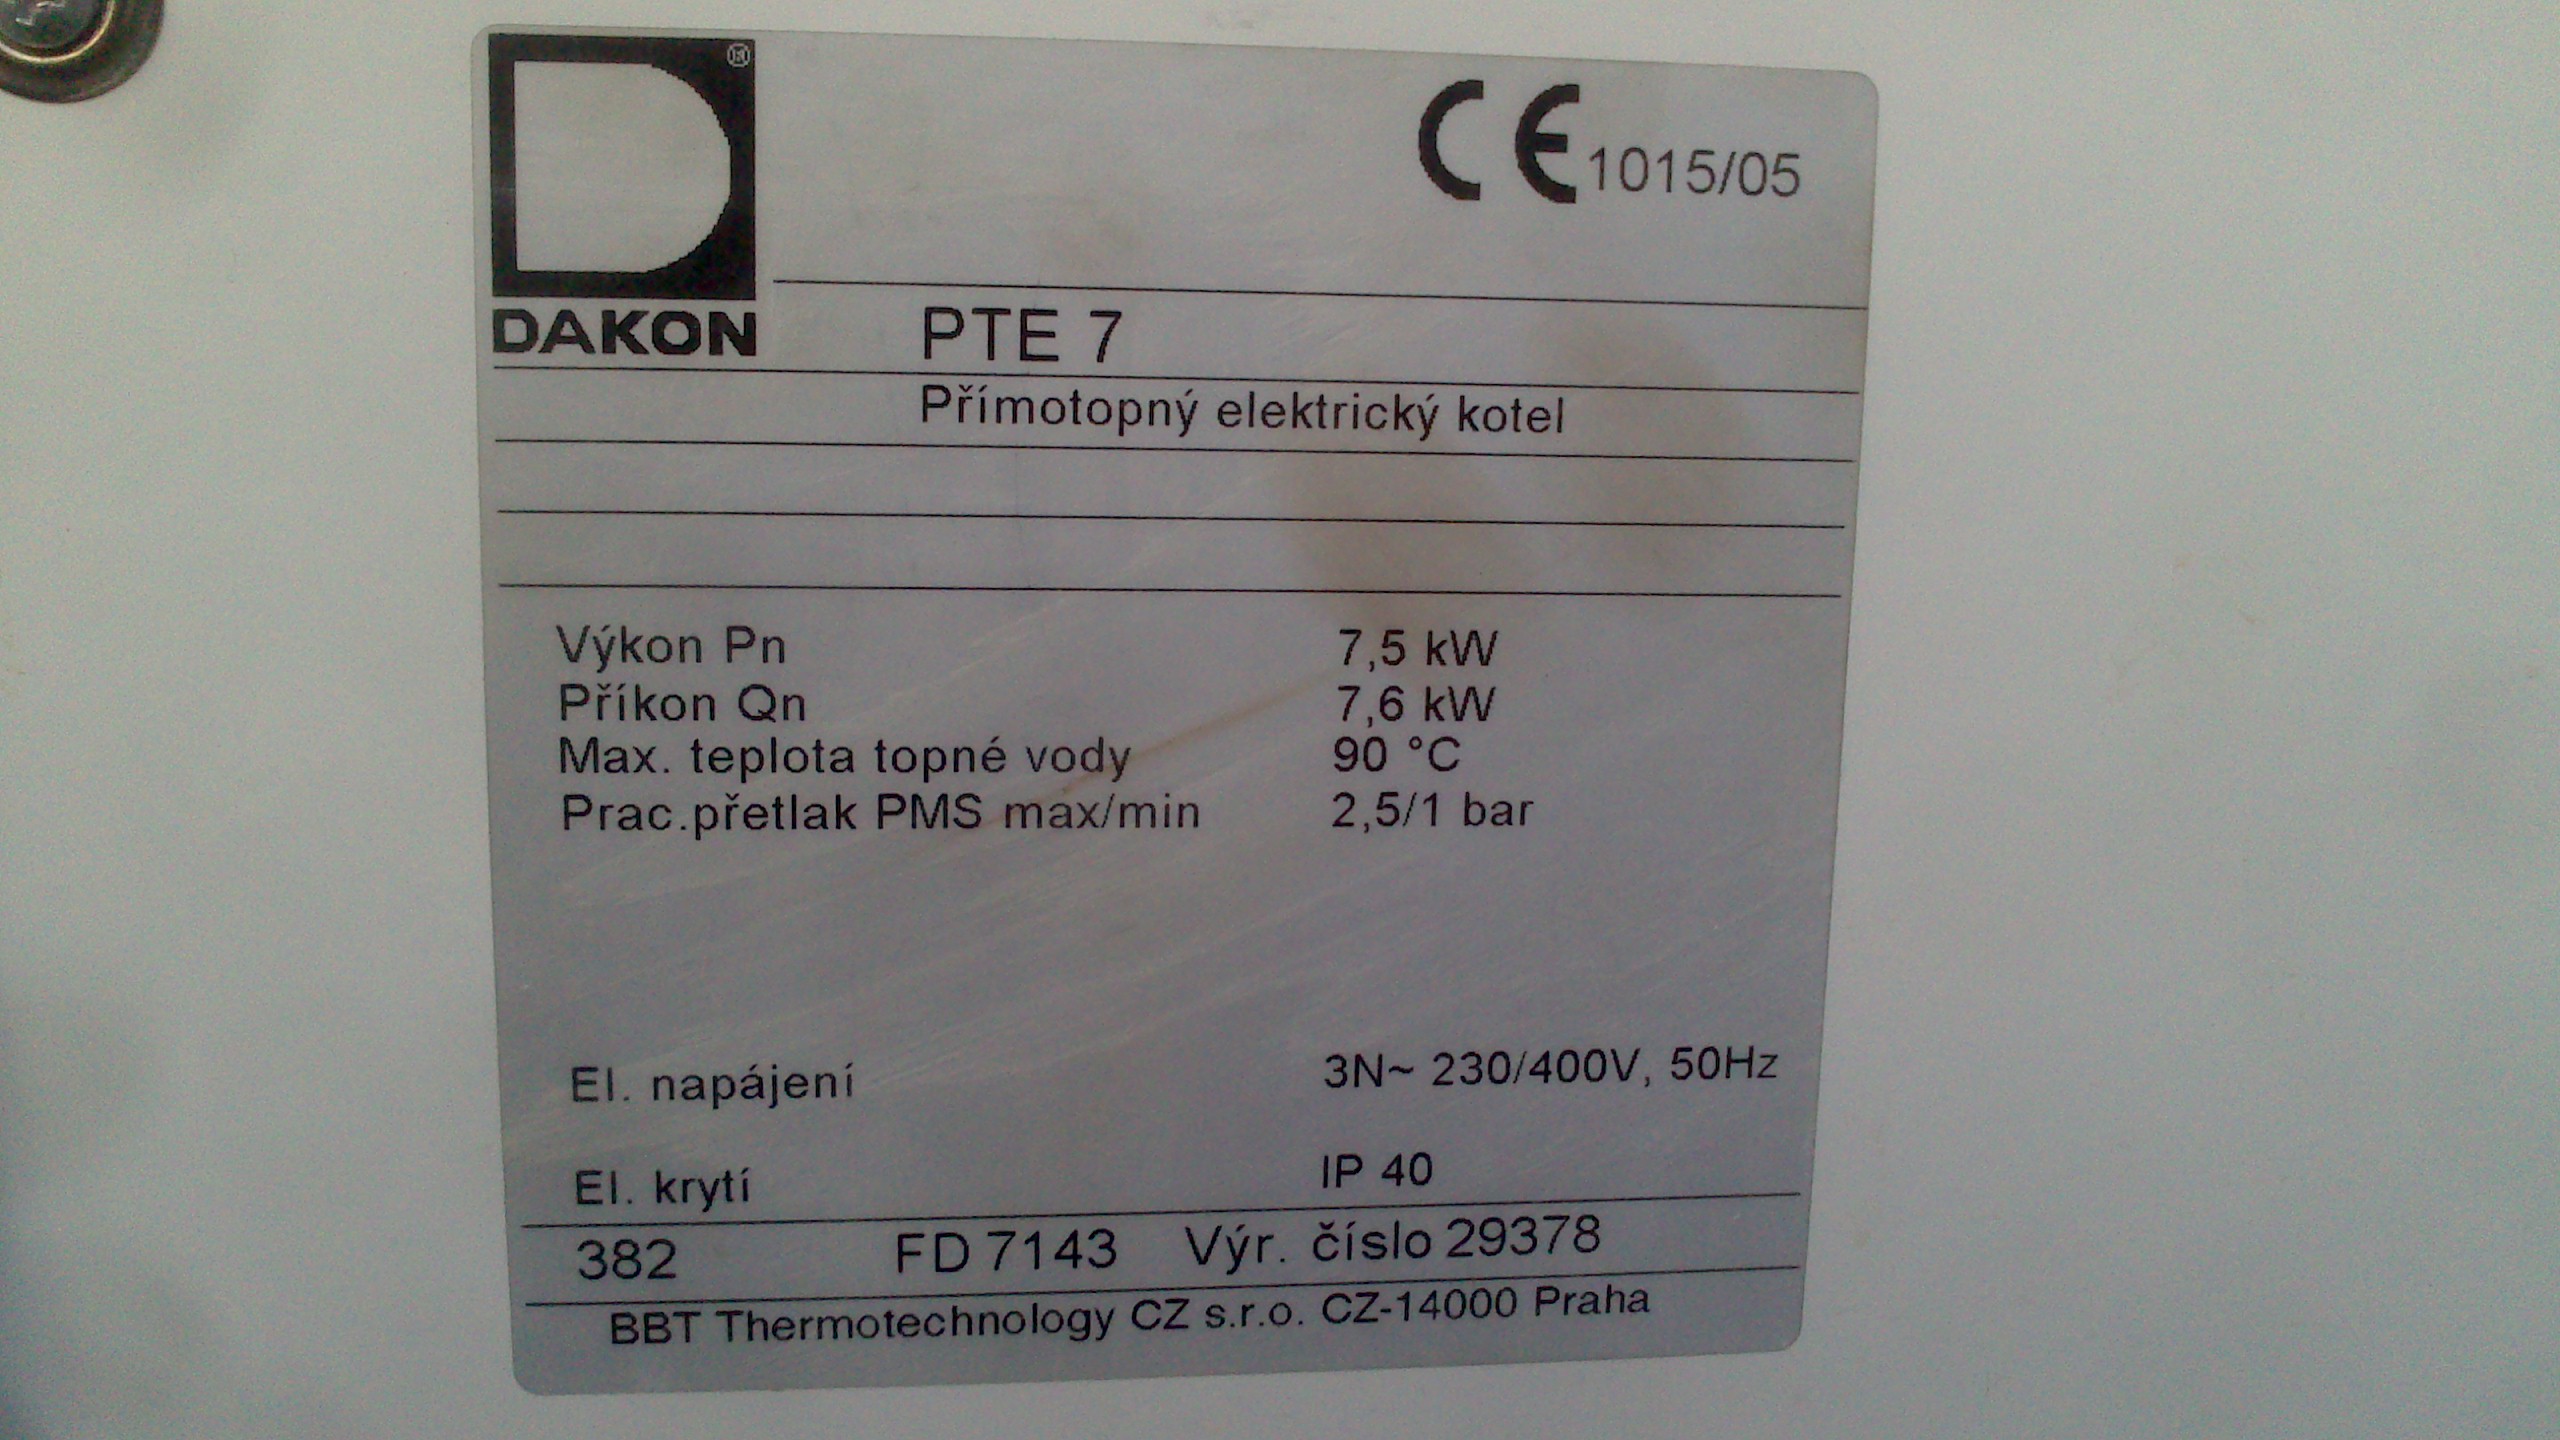 ®
CE 1015/05
DAKON PTE 7
Přímotopný elektrický kotel
Výkon Pn 7,5 kW
Příkon Qn 7,6 kW
Max. teplota topné vody 90 °C
Prac.přetlak PMS max/min 2,5/1 bar
El. napájení 3N~ 230/400V, 50Hz
El. krytí IP 40
382 FD 7143 Výr. číslo 29378
BBT Thermotechnology CZ s.r.o. CZ-14000 Praha